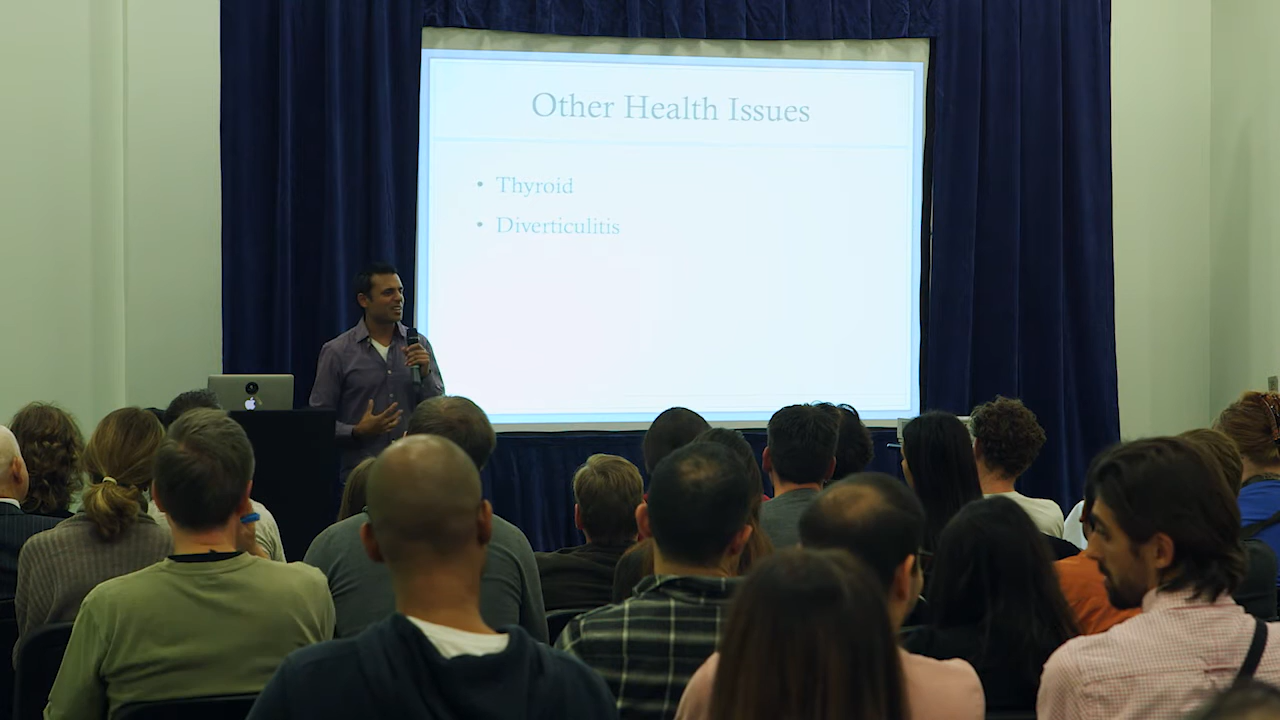 Other Health Issues
• Thyroid
• Diverticulitis